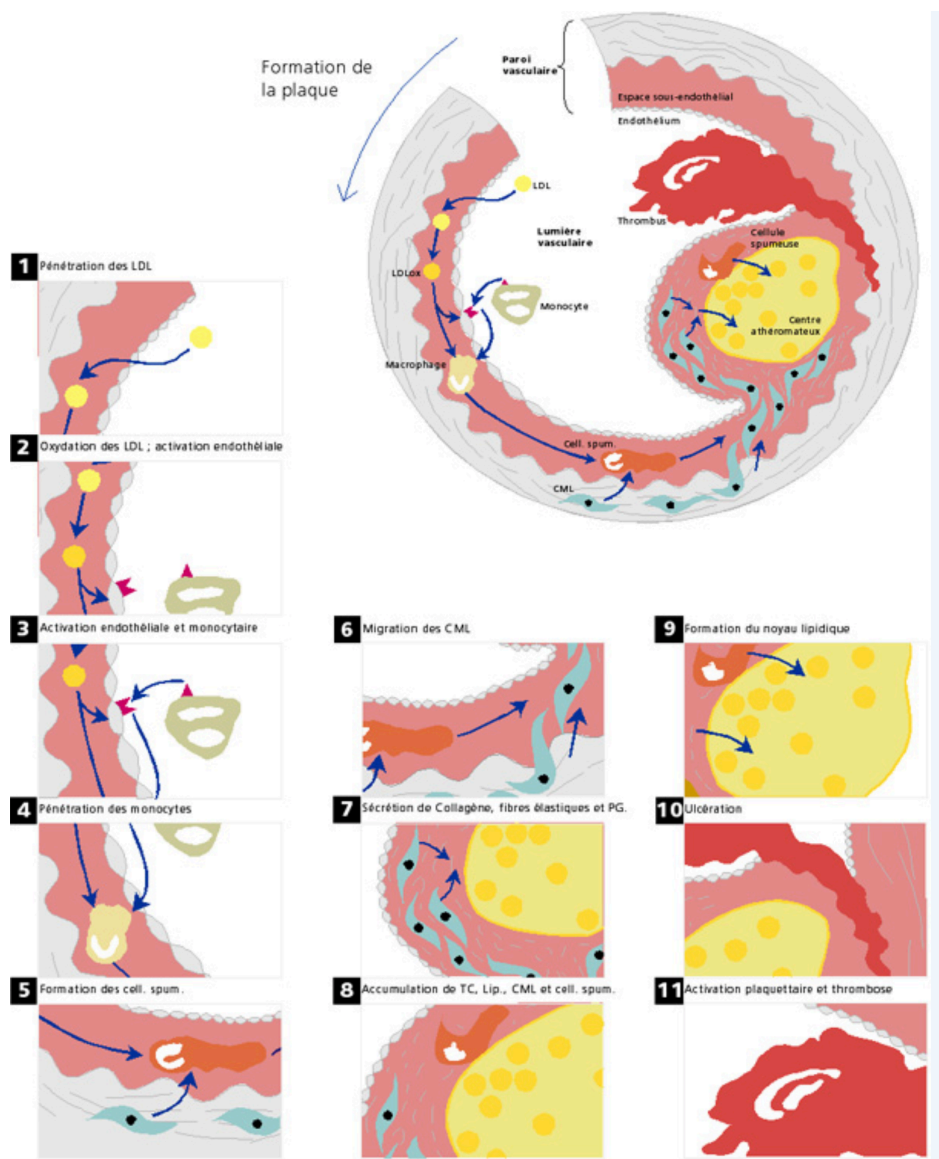 Formation de
la plaque
Paroi
vasculaire
Espace sous-endothélial
Endothélium
LDL
Thrombus
Lumière
vasculaire
Cellule
spumeuse
LDLox
Monocyte
Centre
athéromateux
Macrophage
Cell. spum.
CML
1 Pénétration des LDL
2 Oxydation des LDL ; activation endothéliale
3 Activation endothéliale et monocytaire
4 Pénétration des monocytes
5 Formation des cell. spum.
6 Migration des CML
7 Sécrétion de Collagène, fibres élastiques et PG.
8 Accumulation de TC, Lip., CML et cell. spum.
9 Formation du noyau lipidique
10 Ulcération
11 Activation plaquettaire et thrombose